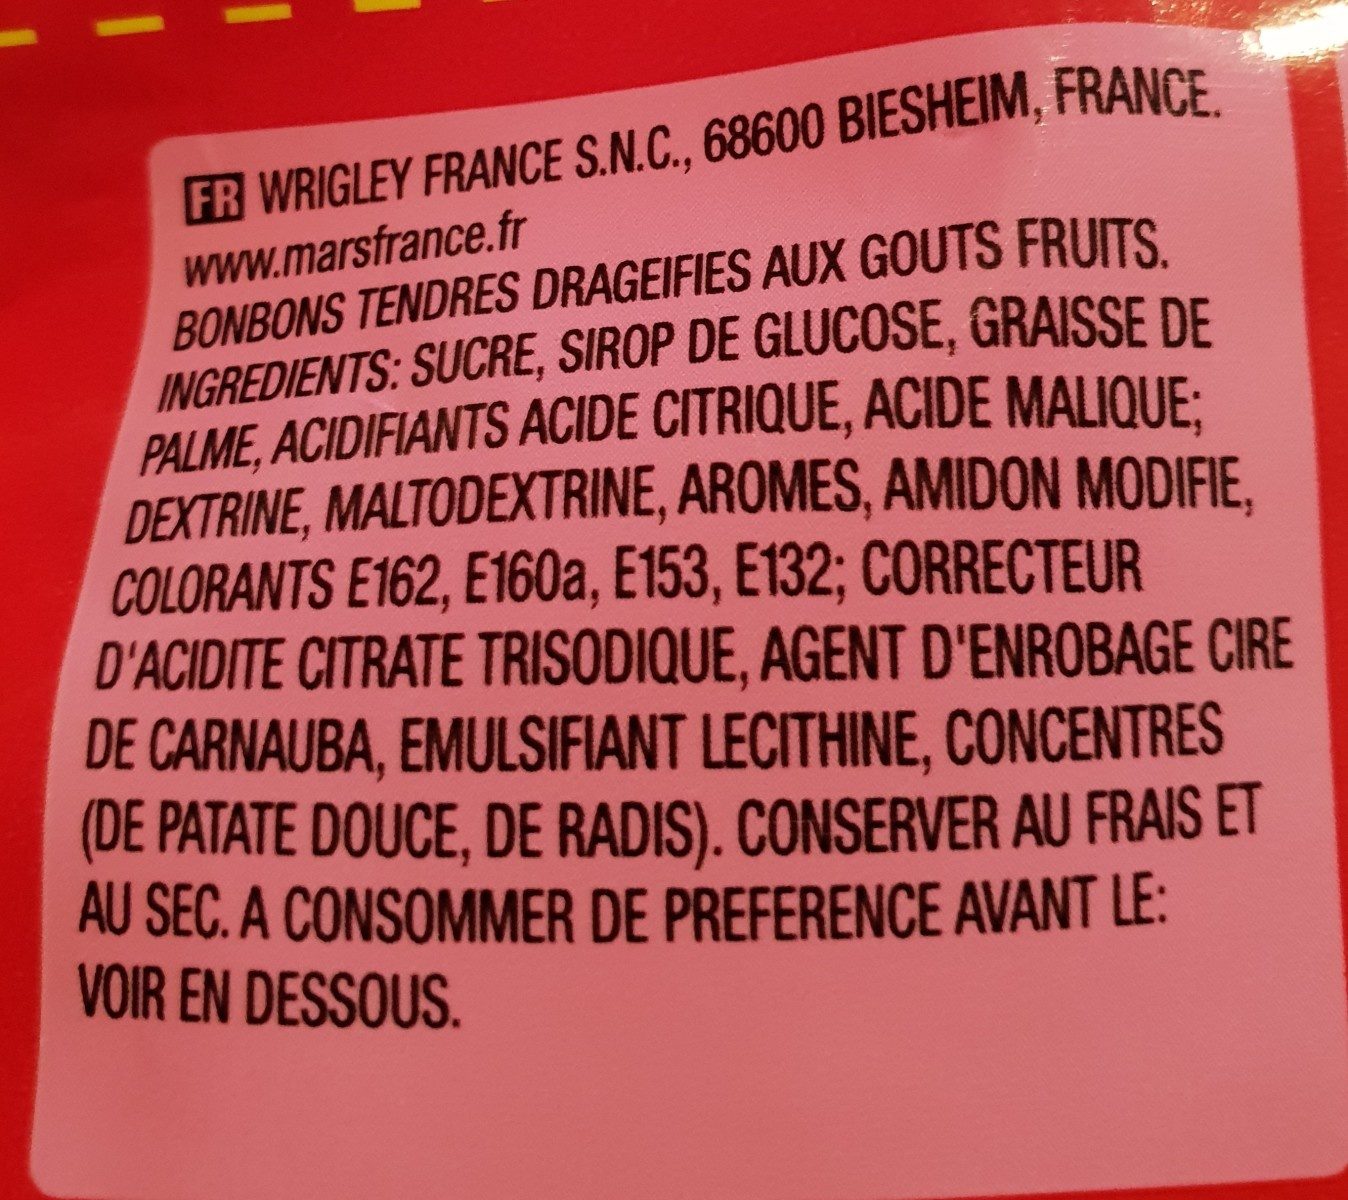 FR WRIGLEY FRANCE S.N.C., 68600 BIESHEIM, FRANCE.
www.marsfrance.fr
BONBONS TENDRES DRAGEIFIES AUX GOUTS FRUITS.
INGREDIENTS: SUCRE, SIROP DE GLUCOSE, GRAISSE DE
PALME, ACIDIFIANTS ACIDE CITRIQUE, ACIDE MALIQUE;
DEXTRINE, MALTODEXTRINE, AROMES, AMIDON MODIFIE,
COLORANTS E162, E160a, E153, E132; CORRECTEUR
D'ACIDITE CITRATE TRISODIQUE, AGENT D'ENROBAGE CIRE
DE CARNAUBA, EMULSIFIANT LECITHINE, CONCENTRES
(DE PATATE DOUCE, DE RADIS). CONSERVER AU FRAIS ET
AU SEC. A CONSOMMER DE PREFERENCE AVANT LE:
VOIR EN DESSOUS.